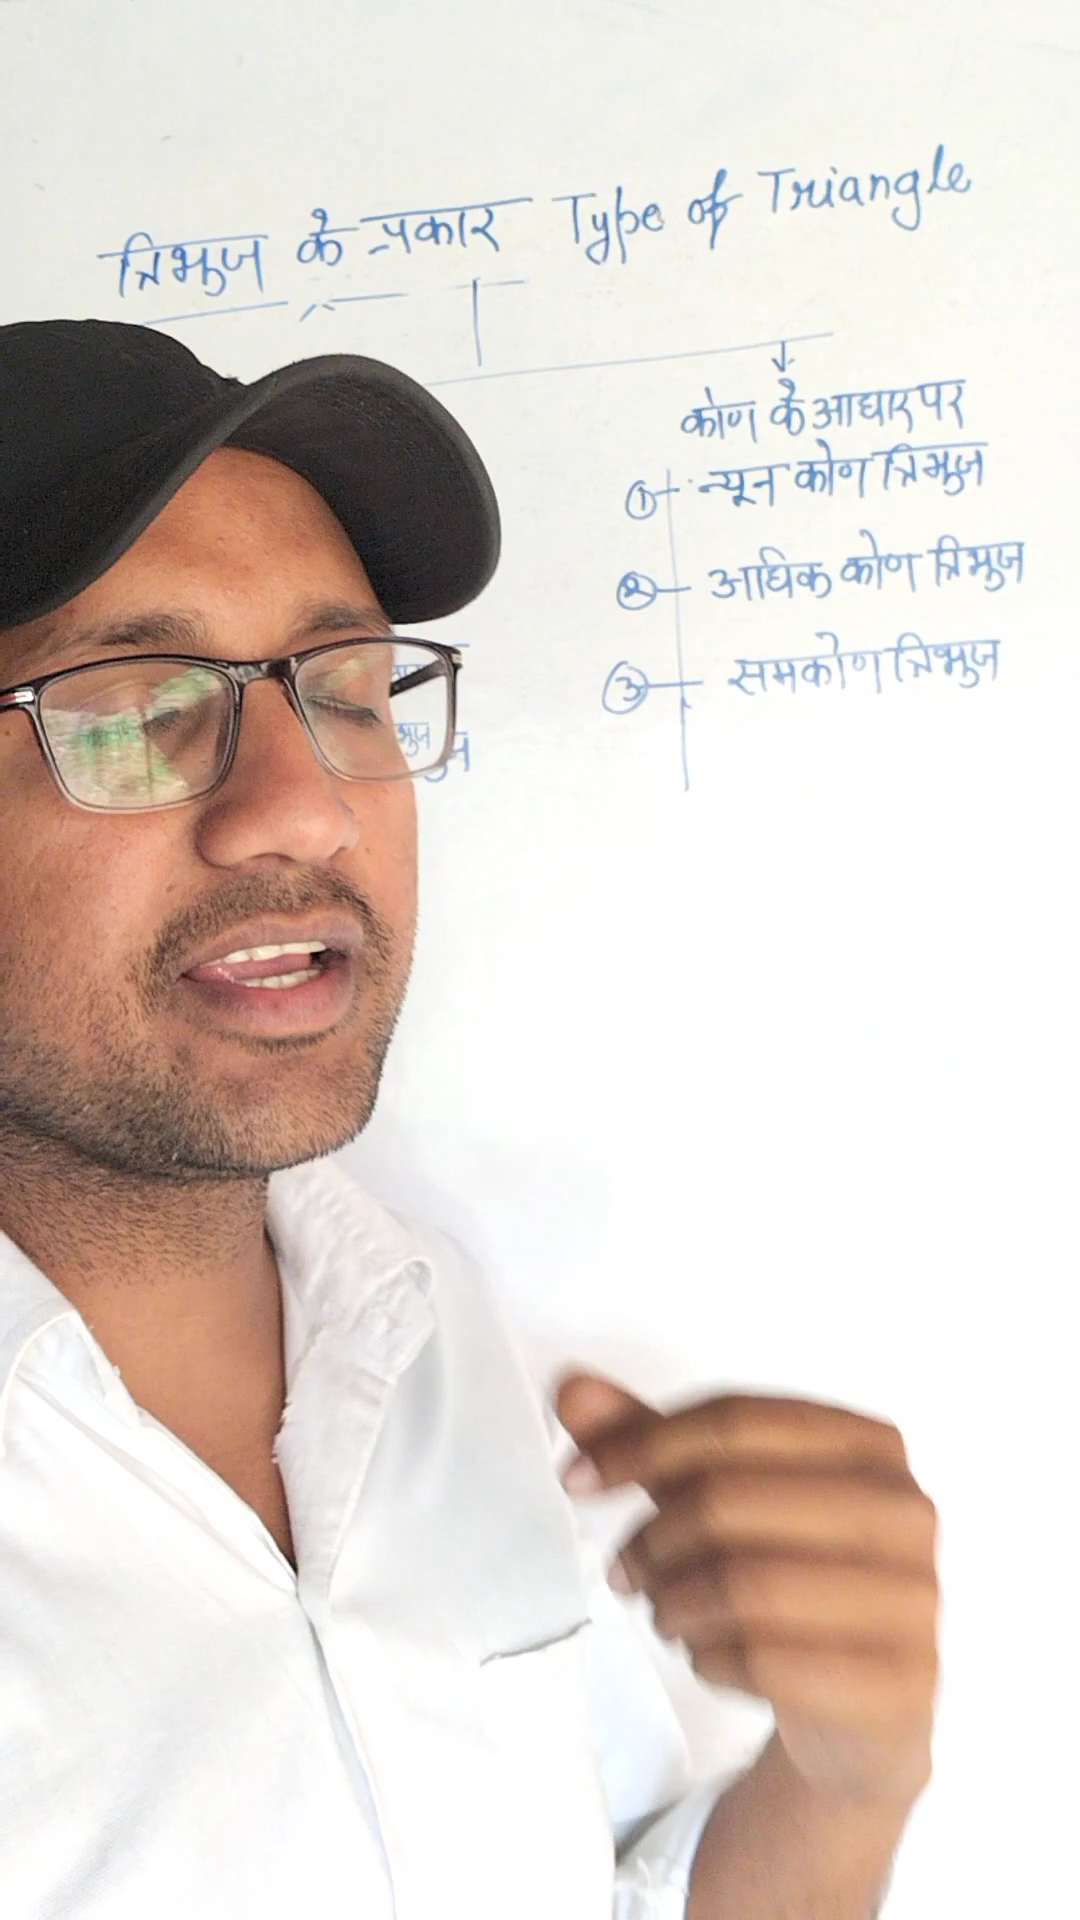 त्रिभुज के प्रकार Type of Triangle
कोण के आधार पर
① न्यून कोण त्रिभुज
② अधिक कोण त्रिभुज
③ समकोण त्रिभुज